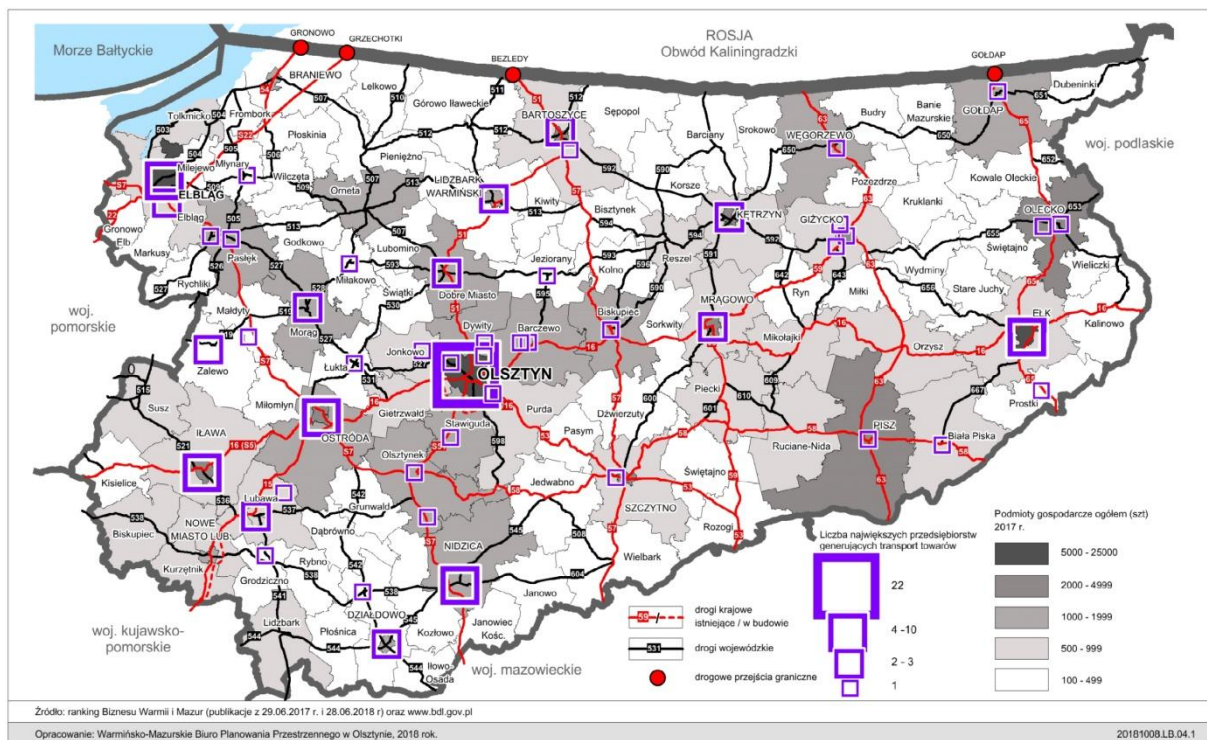 GRONOWO
GRZECHOTKI
Morze Bałtyckie
ROSJA
Obwód Kaliningradzki
BEZLEDY
GOŁDAP
BRANIEWO
Lelkowo
Górowo Iławeckie
Sępopol
Budry
Banie
Mazurskie
GOŁDAP
Dubeninki
Tolkmicko
Frombork
Płoskinia
BARTOSZYCE
Barciany
Srokowo
WĘGORZEWO
woj. podlaskie
Milejewo
Młynary
Wilczęta
Pieniężno
Orneta
LIDZBARK
WARMIŃSKI
Kiwity
Bisztynek
Korsze
KĘTRZYN
Pozezdrze
Kruklanki
Kowale Oleckie
OLECKO
ELBLĄG
Elbląg
Gronowo
Elb
Markusy
Pasłęk
Godkowo
Lubomino
GIŻYCKO
Świętajno
Wieliczki
Rychliki
Miłakowo
Świątki
Dobre Miasto
Jeziorany
Kolno
Reszel
Ryn
Miłki
Wydminy
Stare Juchy
woj.
pomorskie
Małdyty
Morąg
MRĄGOWO
EŁK
Kalinowo
Zalewo
Łukta
Jonkowo
Dywity
Barczewo
Biskupiec
Sorkwity
Mikołajki
Orzysz
OLSZTYN
Susz
Miłomłyn
Gietrzwałd
Purda
Dźwierzuty
Piecki
Prostki
IŁAWA
OSTRÓDA
Stawiguda
Pasym
Ruciane-Nida
PISZ
Biała Piska
Kisielice
Olsztynek
Jedwabno
Świętajno
Lubawa
Grunwald
SZCZYTNO
Biskupiec
NOWE
MIASTO LUB
Dąbrówno
Rozogi
Kurzętnik
Rybno
NIDZICA
Wielbark
Grodziczno
Janowo
DZIAŁDOWO
Lidzbark
Płośnica
Kozłowo
Janowiec
Kośc.
Iłowo-
Osada
woj. kujawsko-
pomorskie
woj. mazowieckie
drogi krajowe
istniejące / w budowie
drogi wojewódzkie
drogowe przejścia graniczne
Liczba największych przedsiębiorstw
generujących transport towarów
22
4 -10
2 - 3
1
Podmioty gospodarcze ogółem (szt)
2017 r.
5000 - 25000
2000 - 4999
1000 - 1999
500 - 999
100 - 499
Źródło: ranking Biznesu Warmii i Mazur (publikacje z 29.06.2017 r. i 28.06.2018 r) oraz www.bdl.gov.pl
Opracowanie: Warmińsko-Mazurskie Biuro Planowania Przestrzennego w Olsztynie, 2018 rok.
20181008.LB.04.1